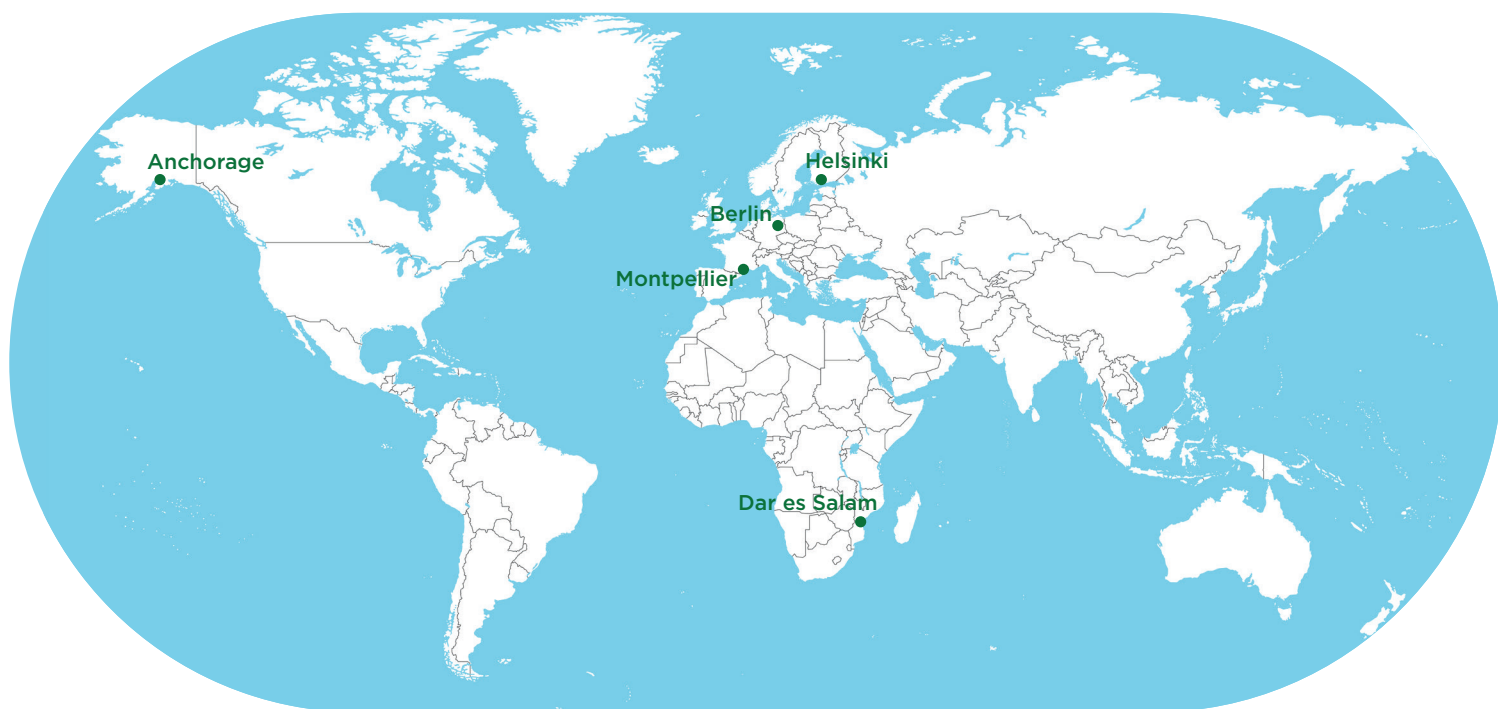 Anchorage
Helsinki
Berlin
Montpellier
Dar es Salam